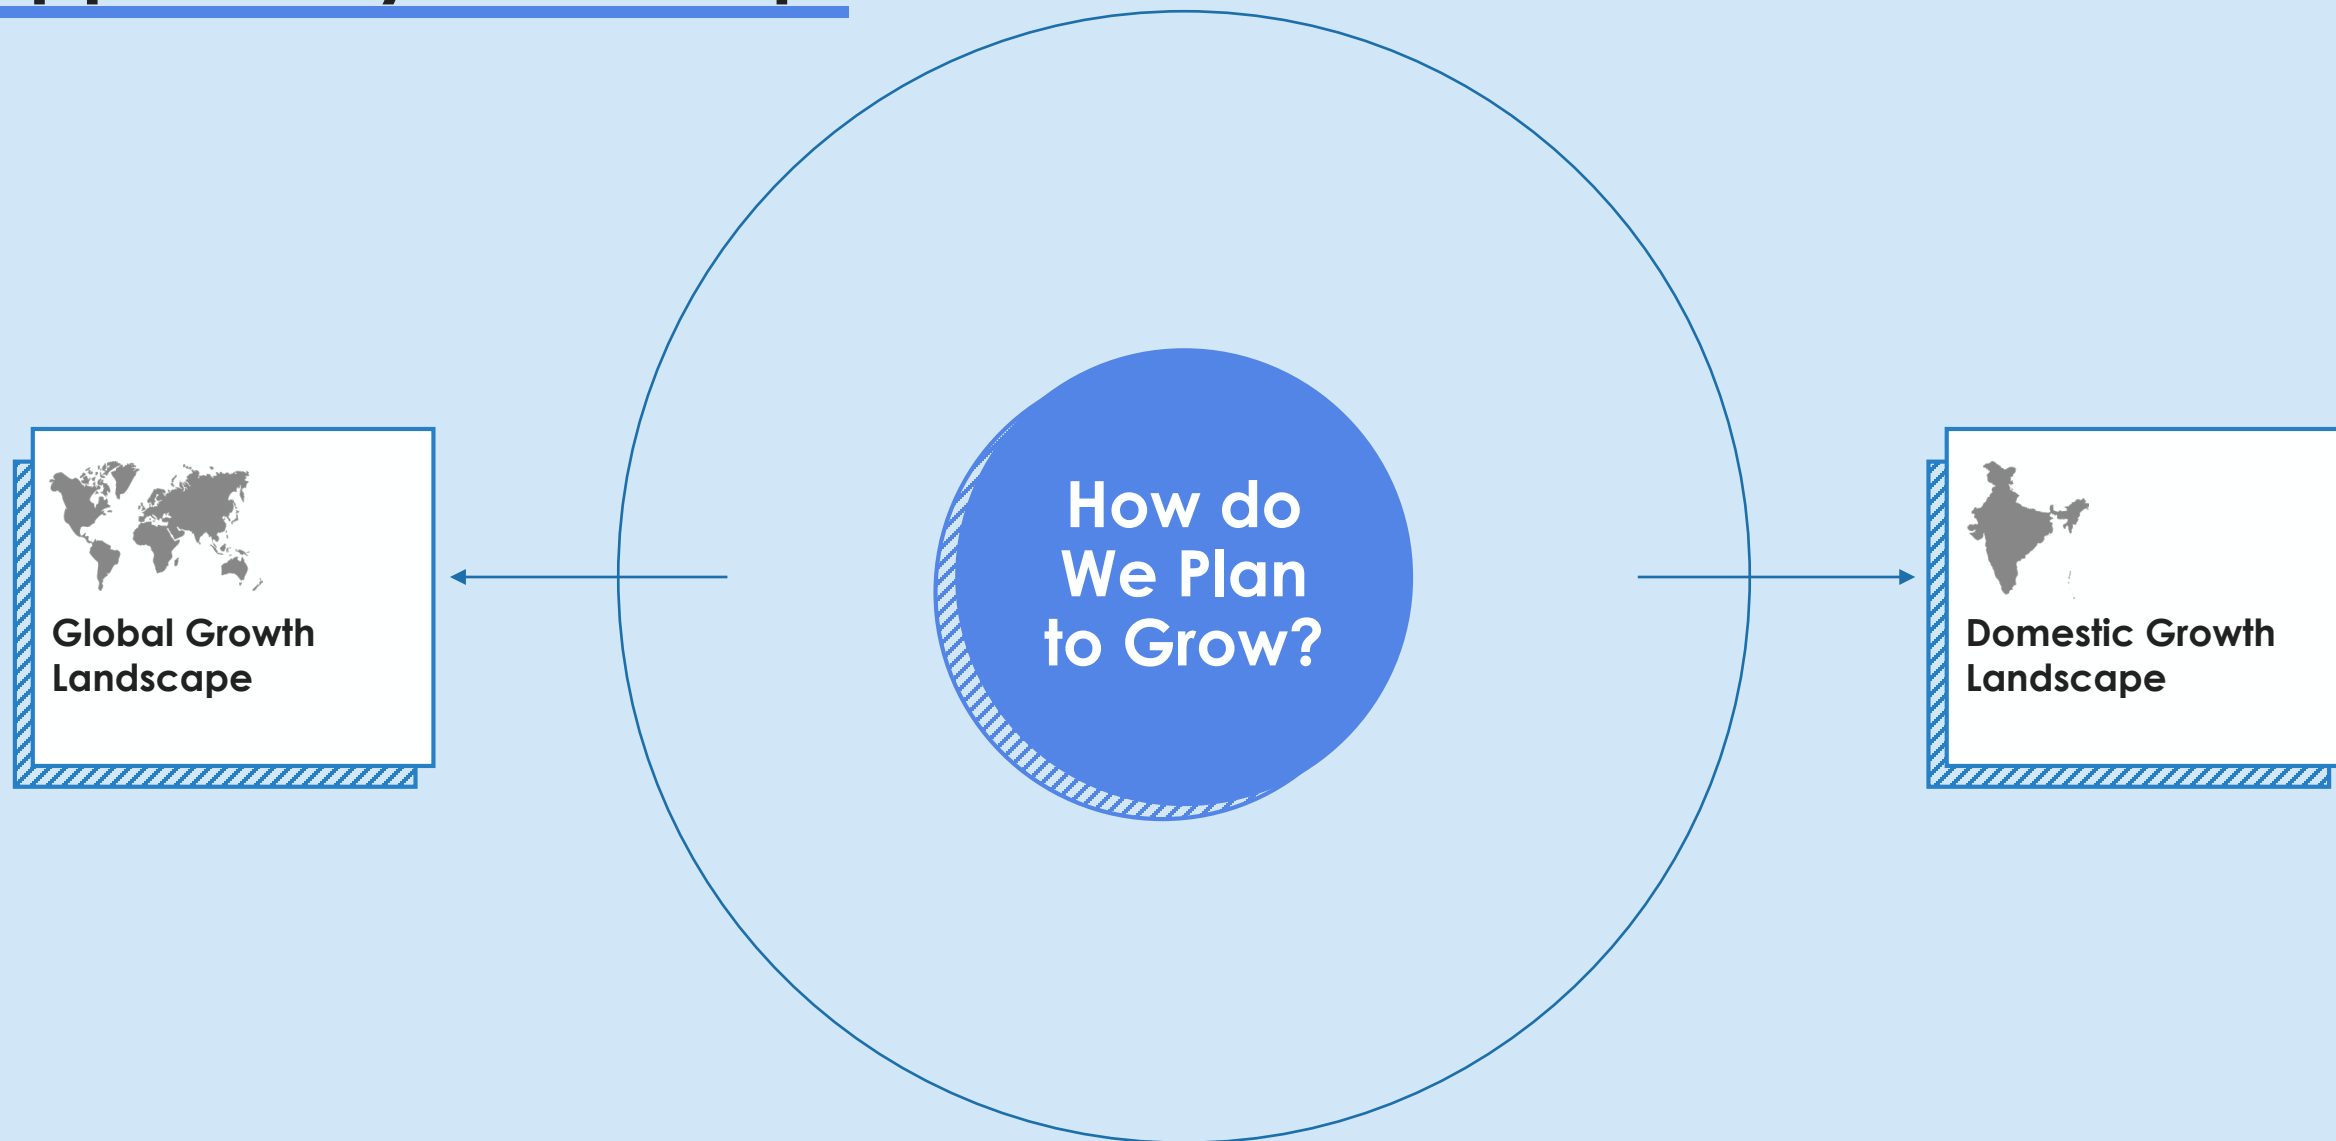 How do
We Plan
to Grow?
Global Growth
Landscape
Domestic Growth
Landscape